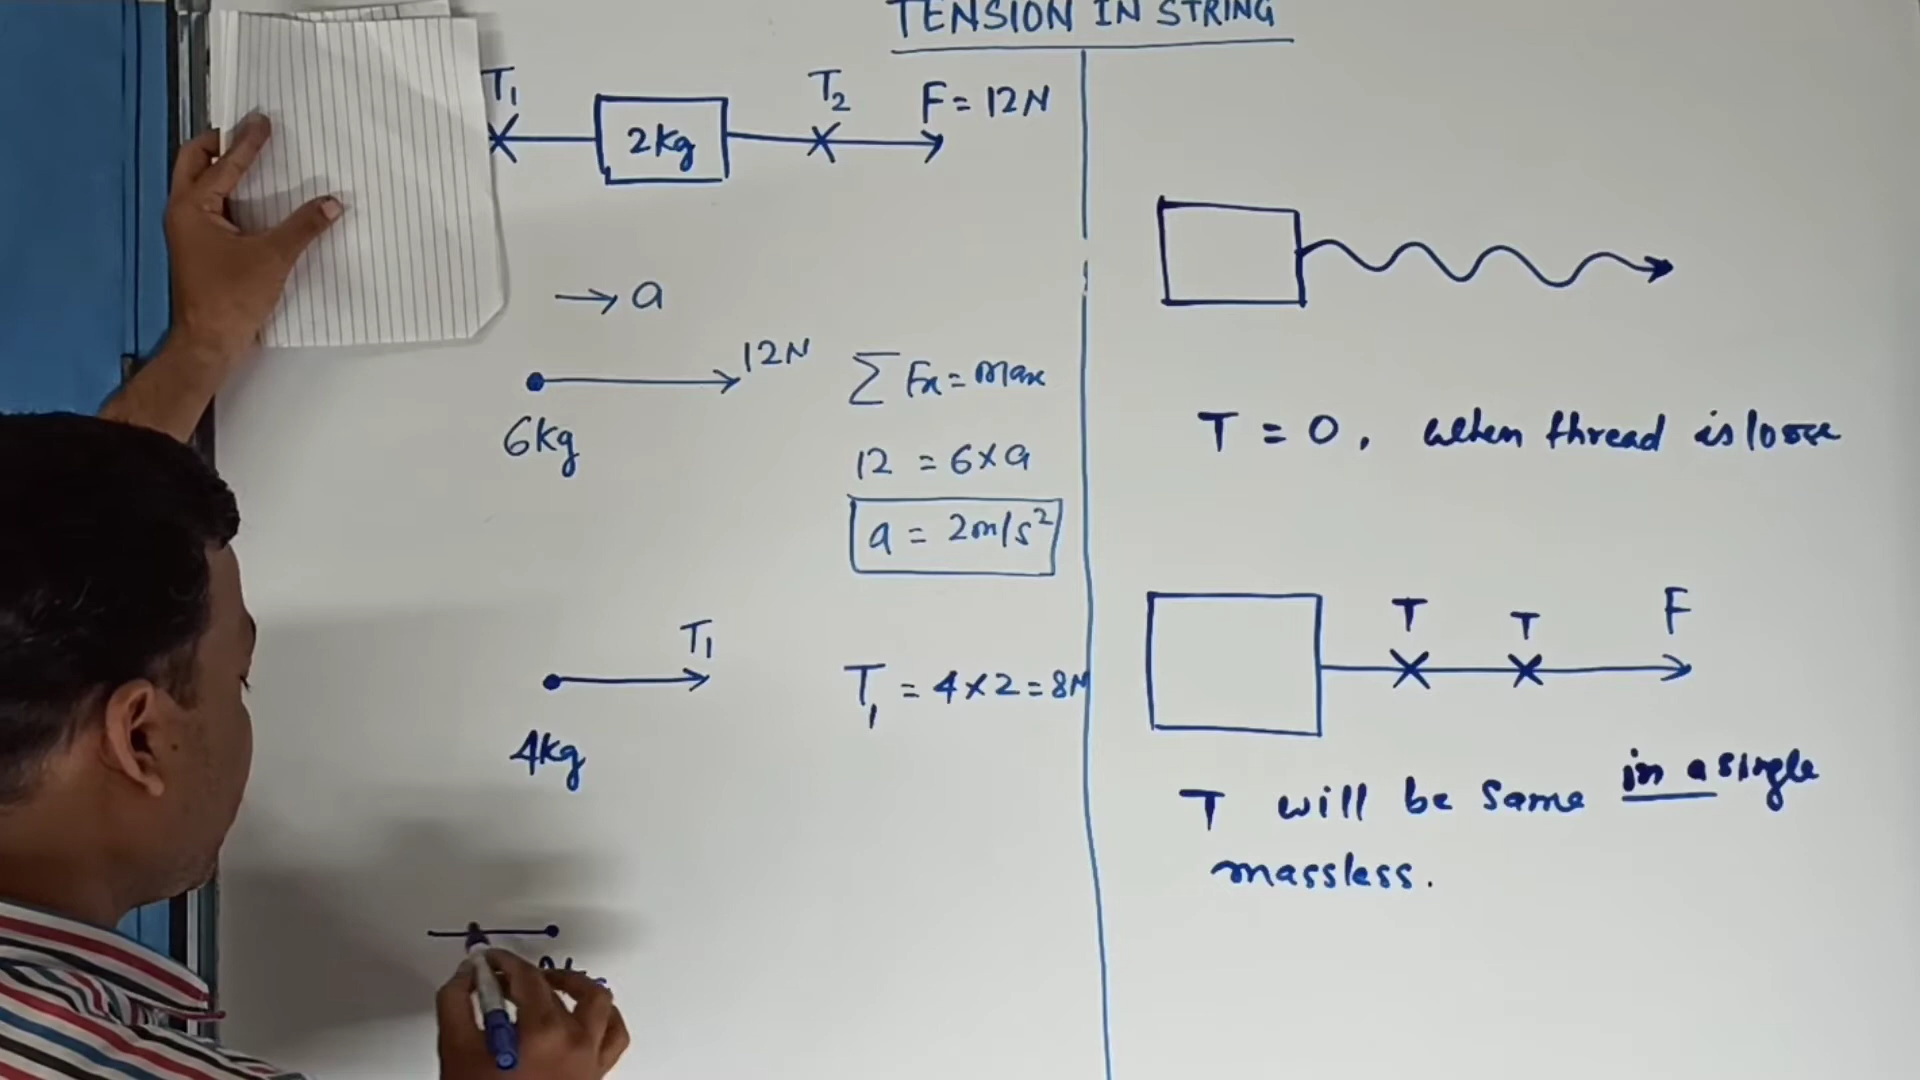 TENSION IN STRING
T1
T2
F = 12N
2kg
→ a
12N
6kg
∑ Fx = max
12 = 6 × a
a = 2m/s²
T1
4kg
T1 = 4 × 2 = 8N
T = 0, when thread is loose
T
T
F
T will be same in a single
massless.